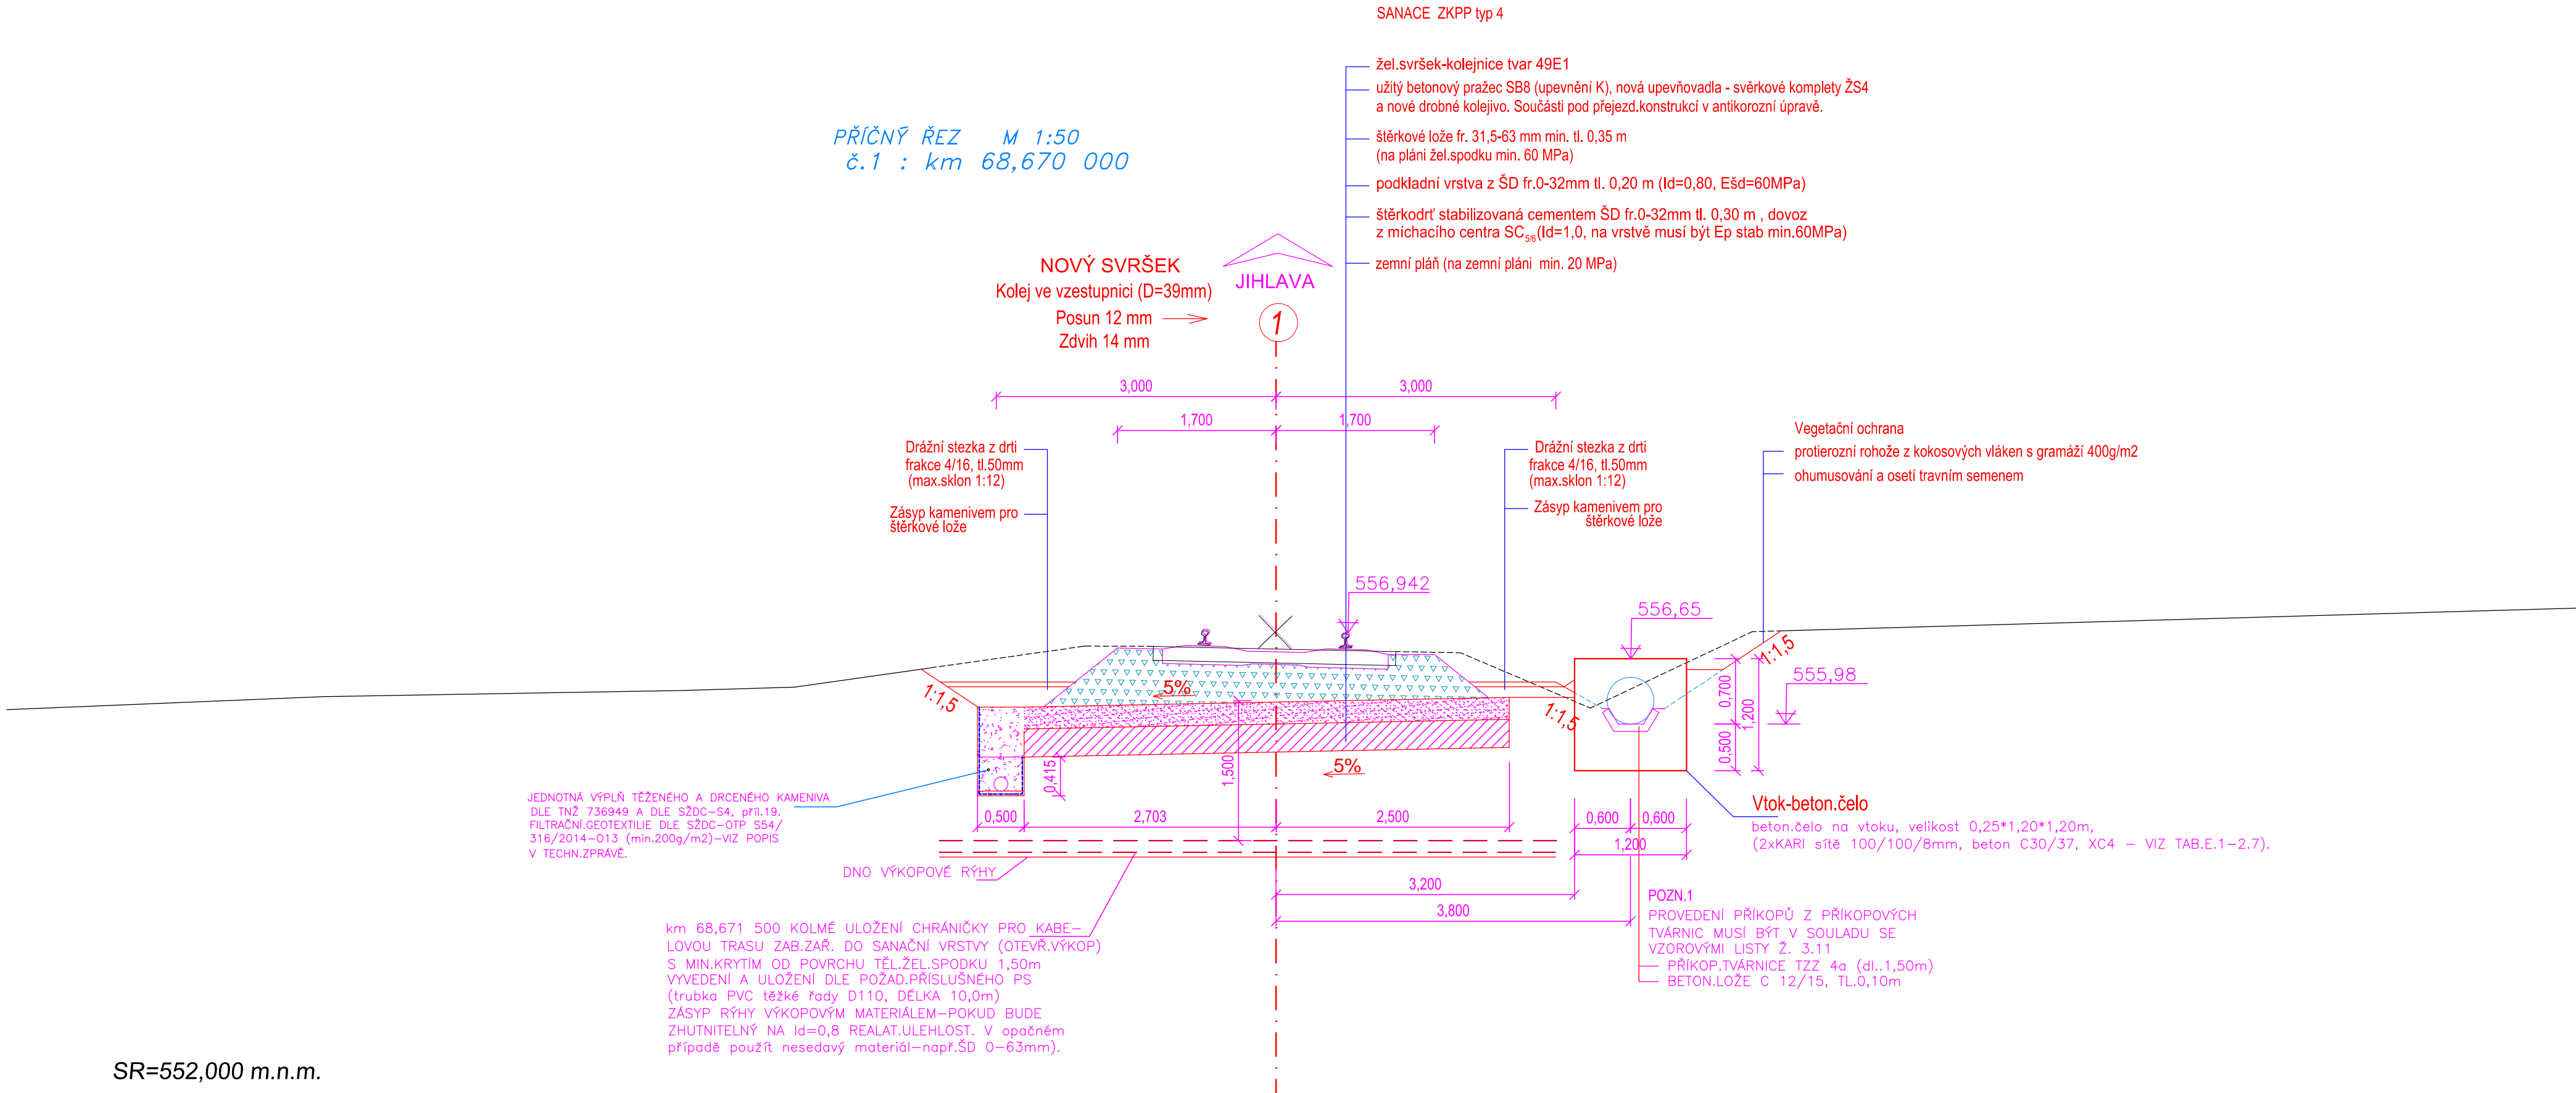 SANACE ZKPP typ 4
žel.svršek-kolejnice tvar 49E1
užitý betonový pražec SB8 (upevnění K), nová upevňovadla - svěrkové komplety ŽS4
a nové drobné kolejivo. Součásti pod přejezd.konstrukcí v antikorozní úpravě.
štěrkové lože fr. 31,5-63 mm min. tl. 0,35 m
(na pláni žel.spodku min. 60 MPa)
podkladní vrstva z ŠD fr.0-32mm tl. 0,20 m (Id=0,80, Ešd=60MPa)
štěrkodrť stabilizovaná cementem ŠD fr.0-32mm tl. 0,30 m , dovoz
z míchacího centra SC5/6(Id=1,0, na vrstvě musí být Ep stab min.60MPa)
zemní pláň (na zemní pláni min. 20 MPa)
PŘÍČNÝ ŘEZ M 1:50
č.1 : km 68,670 000
NOVÝ SVRŠEK
Kolej ve vzestupnici (D=39mm)
Posun 12 mm
Zdvih 14 mm
JIHLAVA
1
3,000
3,000
1,700
1,700
Drážní stezka z drti
frakce 4/16, tl.50mm
(max.sklon 1:12)
Zásyp kamenivem pro
štěrkové lože
Drážní stezka z drti
frakce 4/16, tl.50mm
(max.sklon 1:12)
Zásyp kamenivem pro
štěrkové lože
Vegetační ochrana
protierozní rohože z kokosových vláken s gramáží 400g/m2
ohumusování a osetí travním semenem
556,942
556,65
555,98
1:1,5
5%
1:1,5
1:1,5
0,700
1,200
0,500
0,415
1,500
5%
0,500
2,703
2,500
0,600
0,600
1,200
3,200
3,800
JEDNOTNÁ VÝPLŇ TĚŽENÉHO A DRCENÉHO KAMENIVA
DLE TNŽ 736949 A DLE SŽDC-S4, příl.19.
FILTRAČNÍ.GEOTEXTILIE DLE SŽDC-OTP S54/
316/2014-O13 (min.200g/m2)-VIZ POPIS
V TECHN.ZPRÁVĚ.
DNO VÝKOPOVÉ RÝHY
Vtok-beton.čelo
beton.čelo na vtoku, velikost 0,25*1,20*1,20m,
(2xKARI sítě 100/100/8mm, beton C30/37, XC4 - VIZ TAB.E.1-2.7).
km 68,671 500 KOLMÉ ULOŽENÍ CHRÁNIČKY PRO KABE-
LOVOU TRASU ZAB.ZAŘ. DO SANAČNÍ VRSTVY (OTEVŘ.VÝKOP)
S MIN.KRYTÍM OD POVRCHU TĚL.ŽEL.SPODKU 1,50m
VYVEDENÍ A ULOŽENÍ DLE POŽAD.PŘÍSLUŠNÉHO PS
(trubka PVC těžké řady D110, DÉLKA 10,0m)
ZÁSYP RÝHY VÝKOPOVÝM MATERIÁLEM-POKUD BUDE
ZHUTNITELNÝ NA Id=0,8 REALAT.ULEHLOST. V opačném
případě použít nesedavý materiál-např.ŠD 0-63mm).
POZN.1
PROVEDENÍ PŘÍKOPŮ Z PŘÍKOPOVÝCH
TVÁRNIC MUSÍ BÝT V SOULADU SE
VZOROVÝMI LISTY Ž. 3.11
PŘÍKOP.TVÁRNICE TZZ 4a (dl..1,50m)
BETON.LOŽE C 12/15, TL.0,10m
SR=552,000 m.n.m.